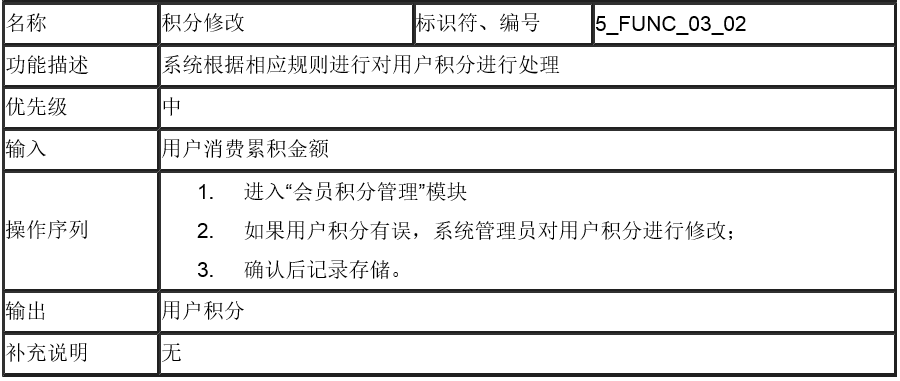 名称 积分修改 标识符、编号 5_FUNC_03_02
功能描述 系统根据相应规则进行对用户积分进行处理
优先级 中
输入 用户消费累积金额
操作序列
1. 进入“会员积分管理”模块
2. 如果用户积分有误，系统管理员对用户积分进行修改；
3. 确认后记录存储。
输出 用户积分
补充说明 无